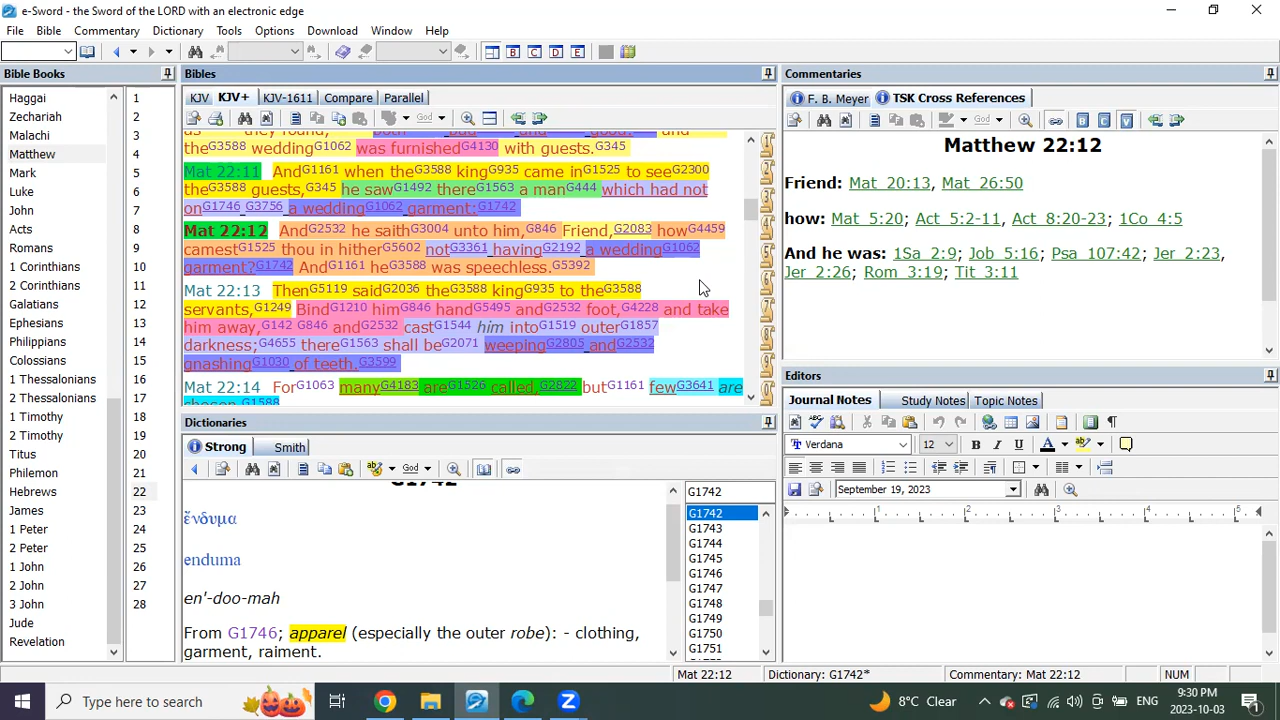 e-Sword - the Sword of the LORD with an electronic edge
File Bible Commentary Dictionary Tools Options Download Window Help
Bible Books
Haggai
Zechariah
Malachi
Matthew
Mark
Luke
John
Acts
Romans
1 Corinthians
2 Corinthians
Galatians
Ephesians
Philippians
Colossians
1 Thessalonians
2 Thessalonians
1 Timothy
2 Timothy
Titus
Philemon
Hebrews
James
1 Peter
2 Peter
1 John
2 John
3 John
Jude
Revelation
1
2
3
4
5
6
7
8
9
10
11
12
13
14
15
16
17
18
19
20
21
22
23
24
25
26
27
28
Bibles
KJV KJV+ KJV-1611 Compare Parallel
as they found, both bad and good: and
the G3588 wedding G1062 was furnished G4130 with guests. G345
Mat 22:11 And G1161 when the G3588 king G935 came in G1525 to see G2300
the G3588 guests, G345 he saw G1492 there G1563 a man G444 which had not
on G1746 G3756 a wedding G1062 garment: G1742
Mat 22:12 And G2532 he saith G3004 unto him, G846 Friend, G2083 how G4459
camest G1525 thou in hither G5602 not G3361 having G2192 a wedding G1062
garment? G1742 And G1161 he G3588 was speechless. G5392
Mat 22:13 Then G5119 said G2036 the G3588 king G935 to the G3588
servants, G1249 Bind G1210 him G846 hand G5495 and G2532 foot, G4228 and take
him away, G142 G846 and G2532 cast G1544 him into G1519 outer G1857
darkness; G4655 there G1563 shall be G2071 weeping G2805 and G2532
gnashing G1030 of teeth. G3599
Mat 22:14 For G1063 many G4183 are G1526 called, G2822 but G1161 few G3641 are
chosen. G1588
Dictionaries
Strong Smith
G1742
ἔνδυμα
enduma
en'-doo-mah
From G1746; apparel (especially the outer robe): - clothing,
garment, raiment.
G1742
G1742
G1743
G1744
G1745
G1746
G1747
G1748
G1749
G1750
G1751
Commentaries
F. B. Meyer TSK Cross References
Matthew 22:12
Friend: Mat 20:13, Mat 26:50
how: Mat 5:20; Act 5:2-11, Act 8:20-23; 1Co 4:5
And he was: 1Sa 2:9; Job 5:16; Psa 107:42; Jer 2:23,
Jer 2:26; Rom 3:19; Tit 3:11
Editors
Journal Notes Study Notes Topic Notes
Verdana 12 B I U A
September 19, 2023
1 2 3 4 5
Mat 22:12 Dictionary: G1742* Commentary: Mat 22:12 NUM
Type here to search
8°C Clear ENG
9:30 PM
2023-10-03